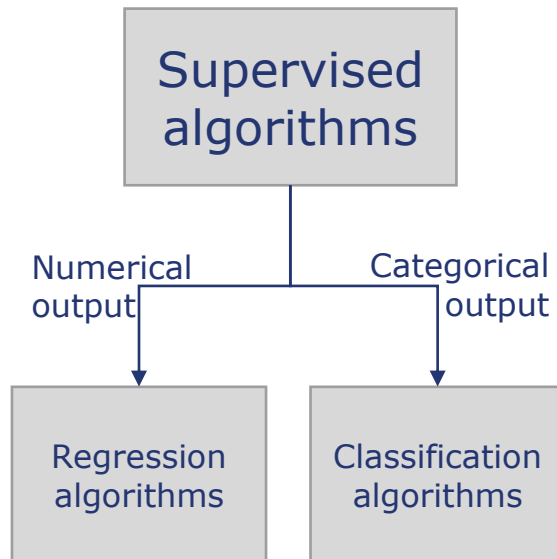 Supervised
algorithms
Numerical
output
Categorical
output
Regression
algorithms
Classification
algorithms